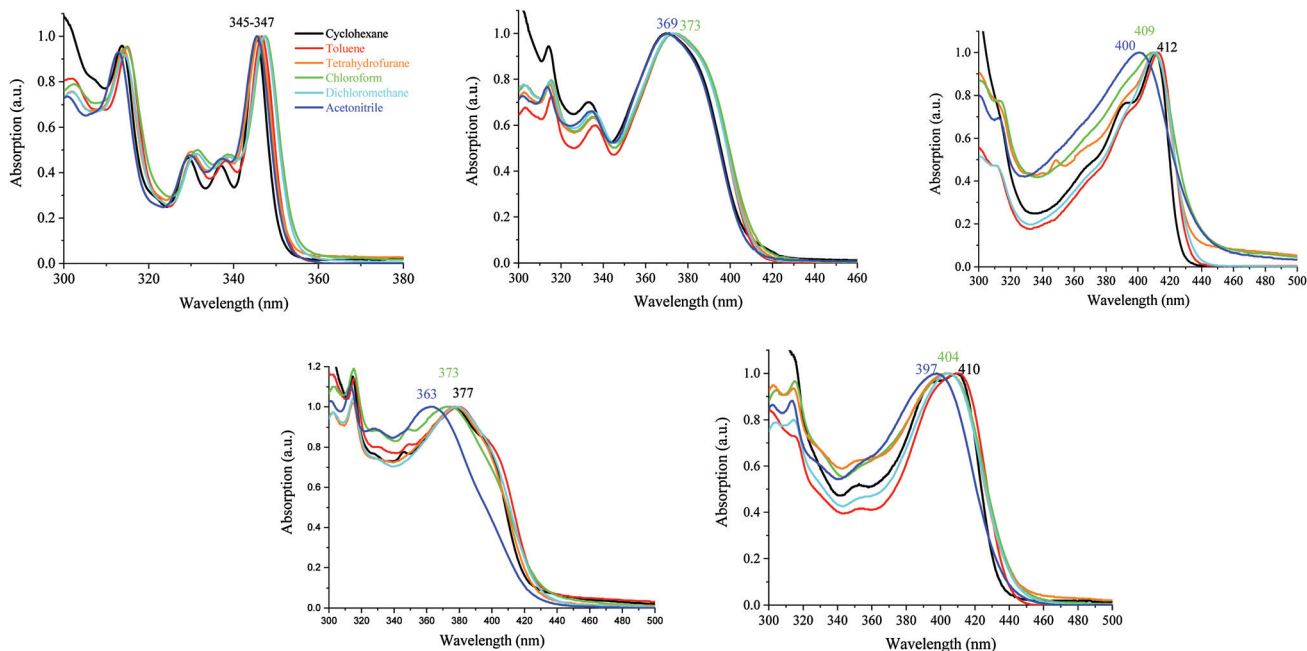 345-347
Cyclohexane
Toluene
Tetrahydrofurane
Chloroform
Dichloromethane
Acetonitrile
Absorption (a.u.)
1.0
0.8
0.6
0.4
0.2
0.0
300 320 340 360 380
Wavelength (nm)
369 373
Absorption (a.u.)
1.0
0.8
0.6
0.4
0.2
0.0
300 320 340 360 380 400 420 440 460
Wavelength (nm)
409
400 412
Absorption (a.u.)
1.0
0.8
0.6
0.4
0.2
0.0
300 320 340 360 380 400 420 440 460 480 500
Wavelength (nm)
373
363 377
Absorption (a.u.)
1.2
1.0
0.8
0.6
0.4
0.2
0.0
300 320 340 360 380 400 420 440 460 480 500
Wavelength (nm)
404
397 410
Absorption (a.u.)
1.0
0.8
0.6
0.4
0.2
0.0
300 320 340 360 380 400 420 440 460 480 500
Wavelength (nm)